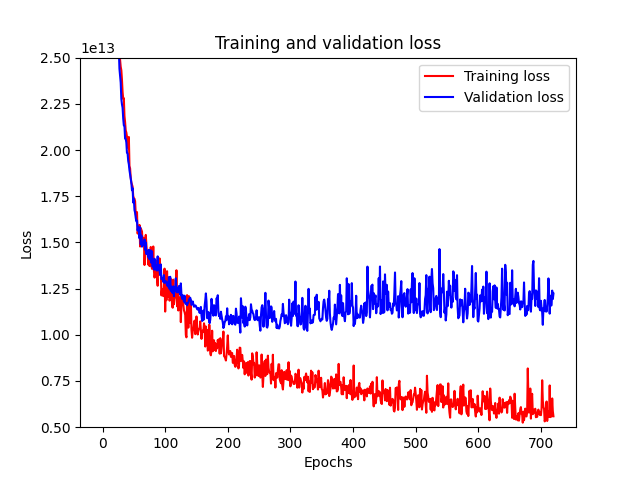 Training and validation loss
1e13
Training loss
Validation loss
2.50
2.25
2.00
1.75
1.50
1.25
1.00
0.75
0.50
Loss
0 100 200 300 400 500 600 700
Epochs